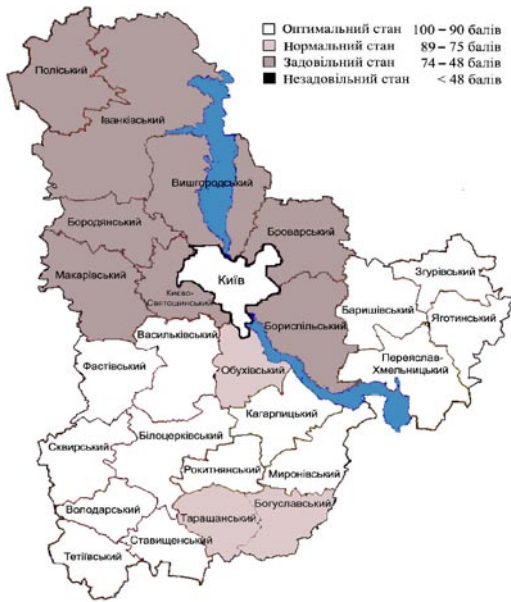 Оптимальний стан 100 – 90 балів
Нормальний стан 89 – 75 балів
Задовільний стан 74 – 48 балів
Незадовільний стан < 48 балів
Поліський
Іванківський
Вишгородський
Бородянський
Броварський
Макарівський
Києво-
Святошинський
Київ
Згурівський
Баришівський
Яготинський
Бориспільський
Васильківський
Фастівський
Обухівський
Переяслав-
Хмельницький
Кагарлицький
Білоцерківський
Сквирський
Рокитнянський
Миронівський
Володарський
Богуславський
Таращанський
Ставищенський
Тетіївський